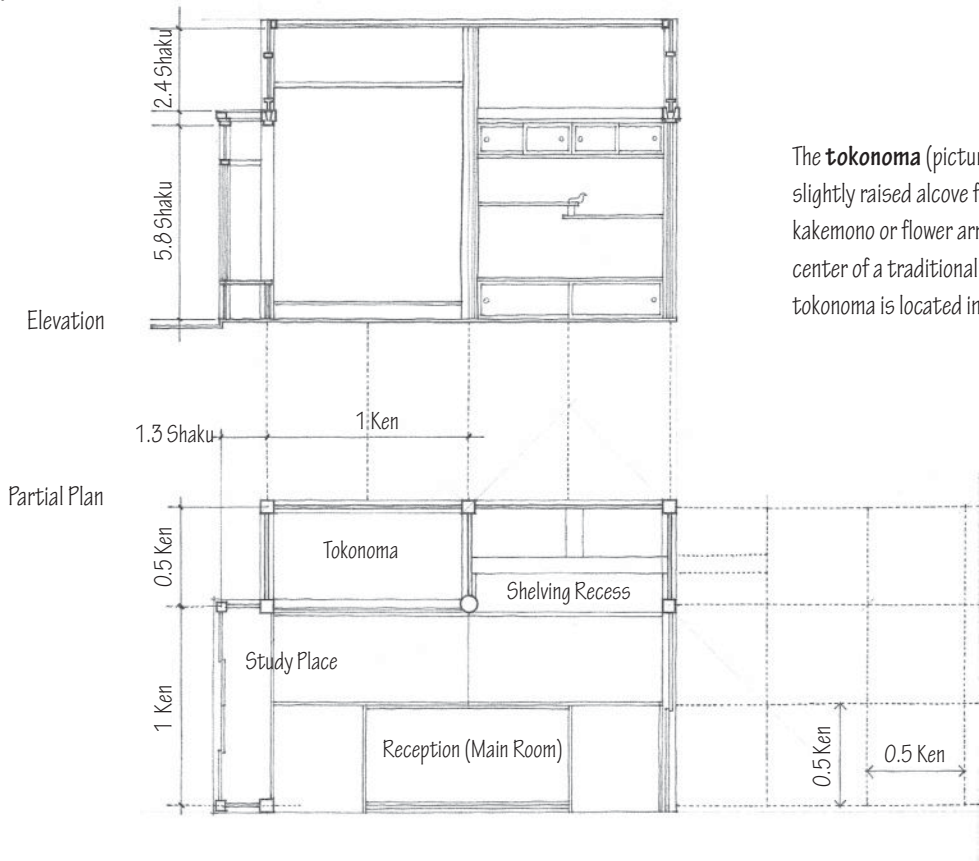 2.4 Shaku
5.8 Shaku
Elevation
The tokonoma (pictur
slightly raised alcove f
kakemono or flower arr
center of a traditional
tokonoma is located in
1.3 Shaku
1 Ken
Partial Plan
0.5 Ken
Tokonoma
Shelving Recess
Study Place
1 Ken
Reception (Main Room)
0.5 Ken
0.5 Ken